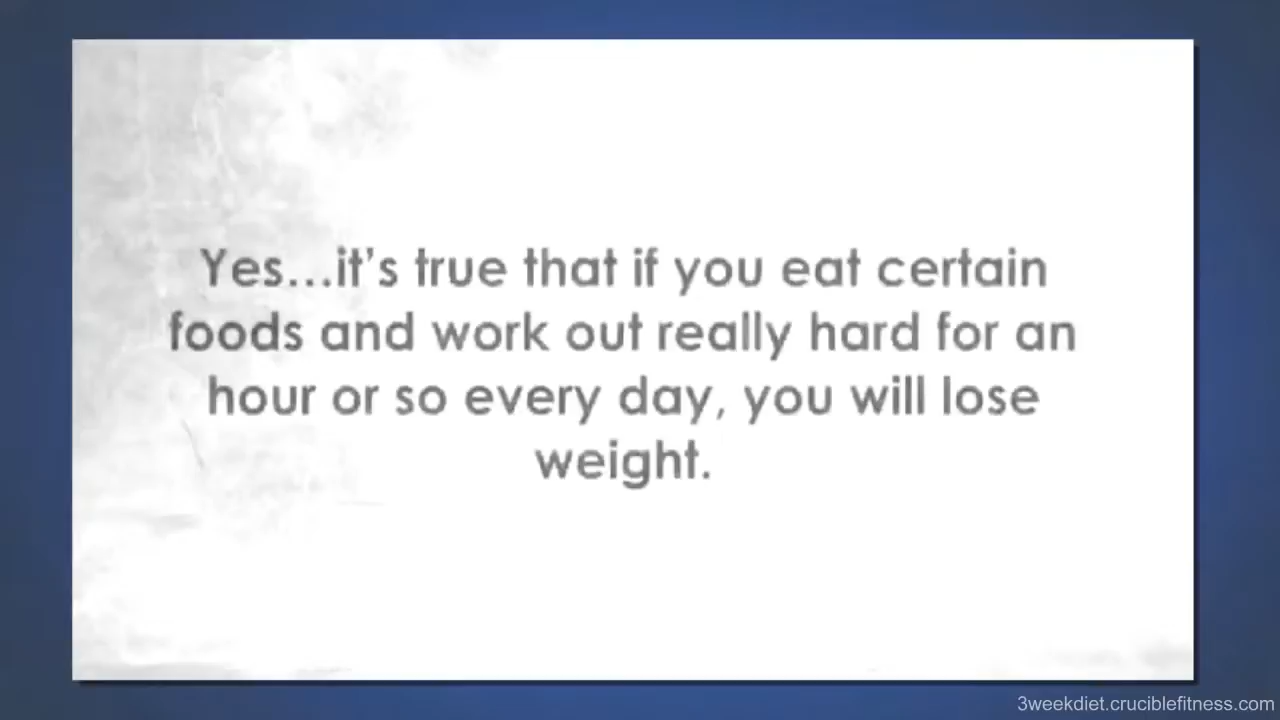 Yes...it's true that if you eat certain
foods and work out really hard for an
hour or so every day, you will lose
weight.
3weekdiet.cruciblefitness.com